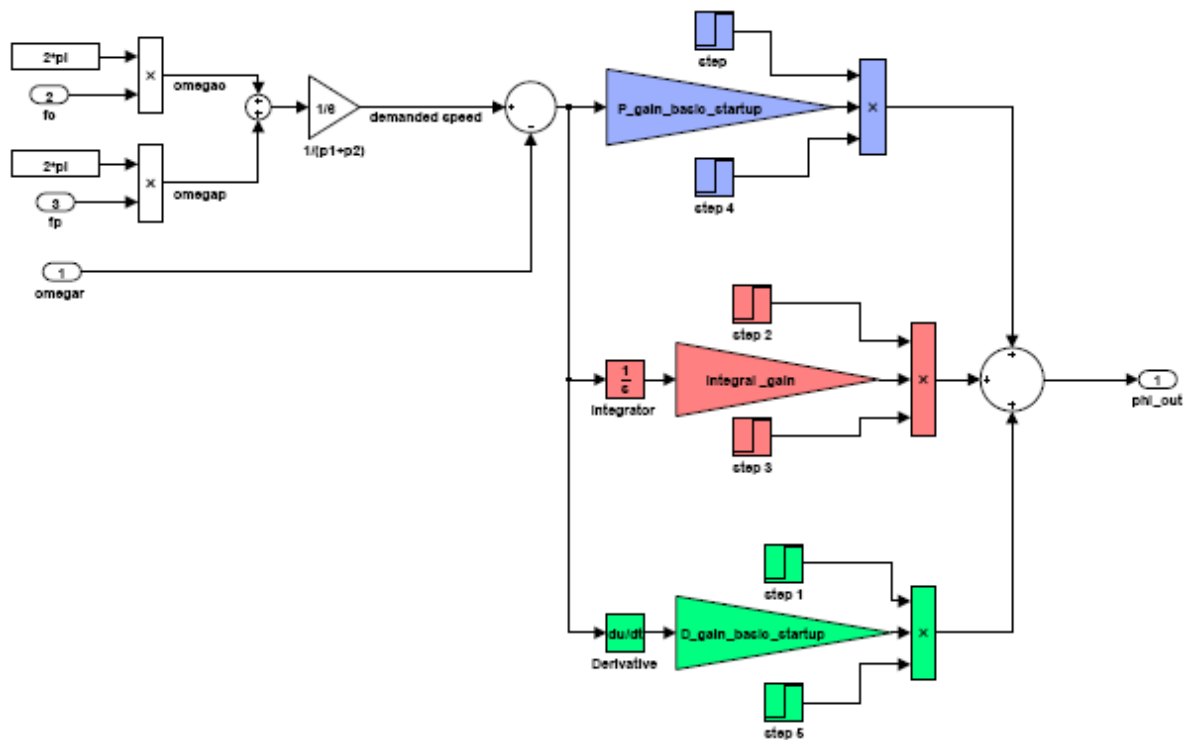 step
2*pi
×
omegao
2
fo
+
+
1/6
1/(p1+p2)
demanded speed
+
-
P_gain_basic_startup
×
step 4
2*pi
×
omegap
3
fp
1
omegar
step 2
1
s
Integrator
Integral _gain
×
step 3
+
+
+
1
phi_out
step 1
du/dt
Derivative
D_gain_basic_startup
×
step 5